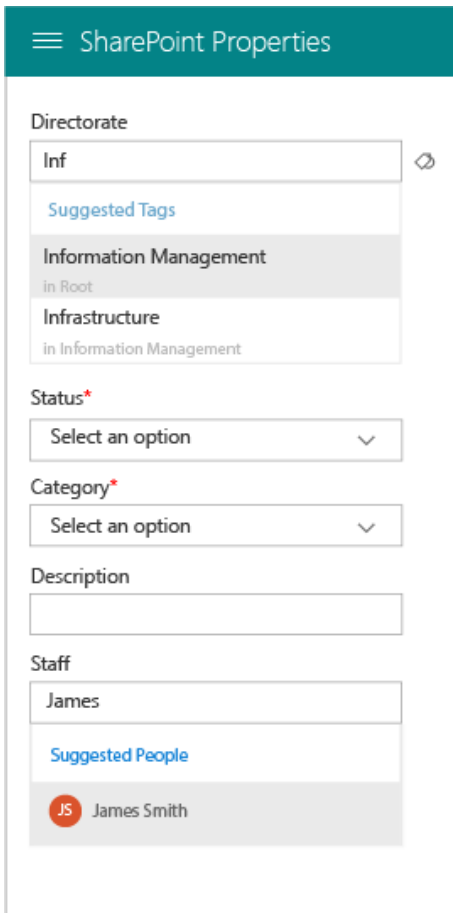 SharePoint Properties
Directorate
Inf
Suggested Tags
Information Management
in Root
Infrastructure
in Information Management
Status*
Select an option
Category*
Select an option
Description
Staff
James
Suggested People
JS James Smith